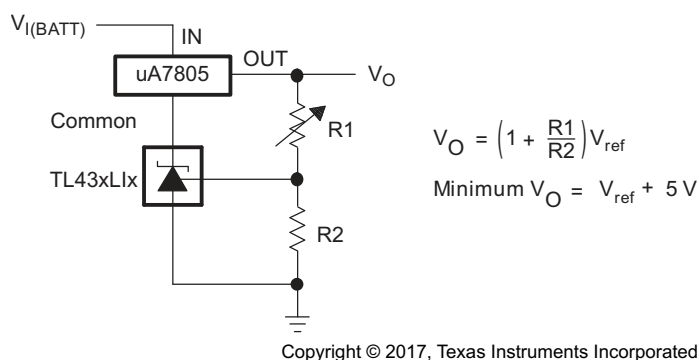 V_I(BATT)
IN
uA7805
OUT
V_O
Common
R1
TL43xLIx
R2
V_O = (1 + R1/R2) V_ref
Minimum V_O = V_ref + 5 V
Copyright © 2017, Texas Instruments Incorporated